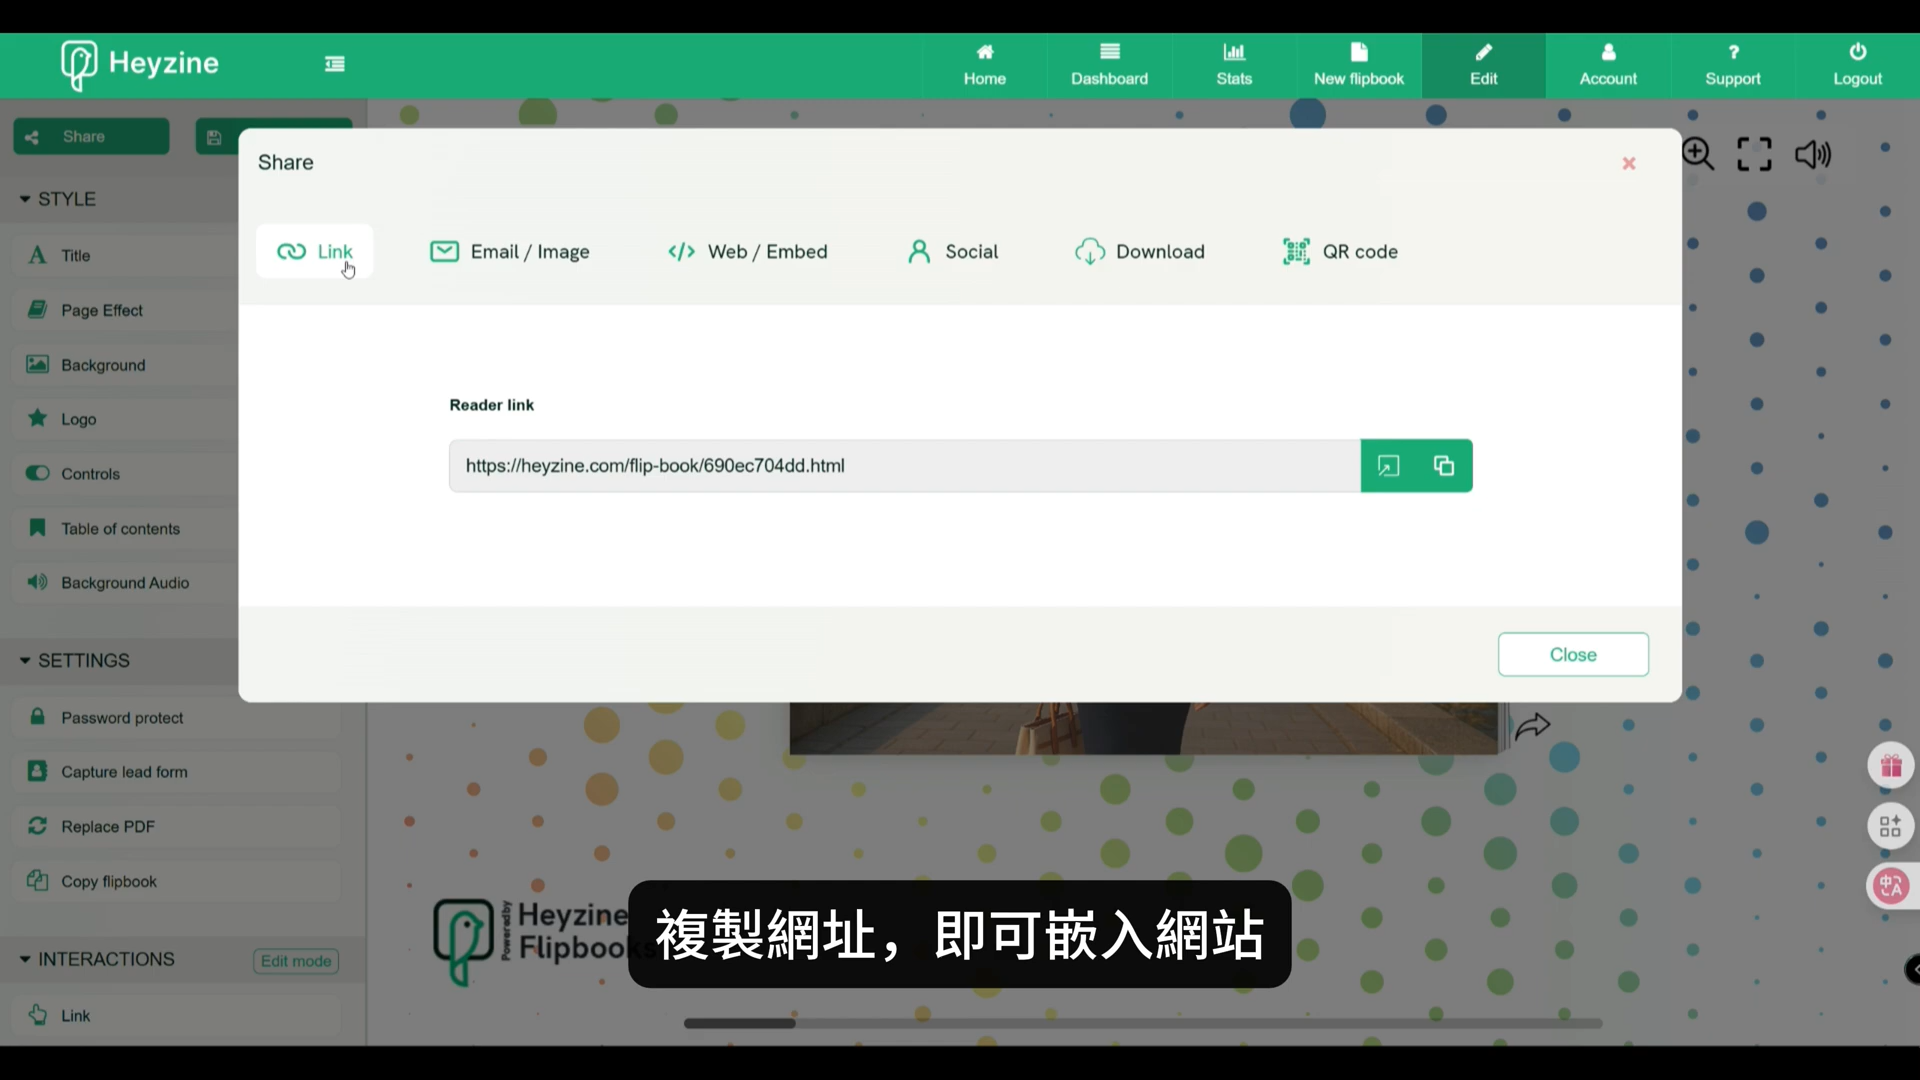 Heyzine
Home
Dashboard
Stats
New flipbook
Edit
Account
? Support
Logout
Share
STYLE
Title
Page Effect
Background
Logo
Controls
Table of contents
Background Audio
SETTINGS
Password protect
Capture lead form
Replace PDF
Copy flipbook
INTERACTIONS
Edit mode
Link
Share
Link
Email / Image
</> Web / Embed
Social
Download
QR code
Reader link
https://heyzine.com/flip-book/690ec704dd.html
Close
Powered by
Heyzine
Flipbooks
複製網址，即可嵌入網站
中A